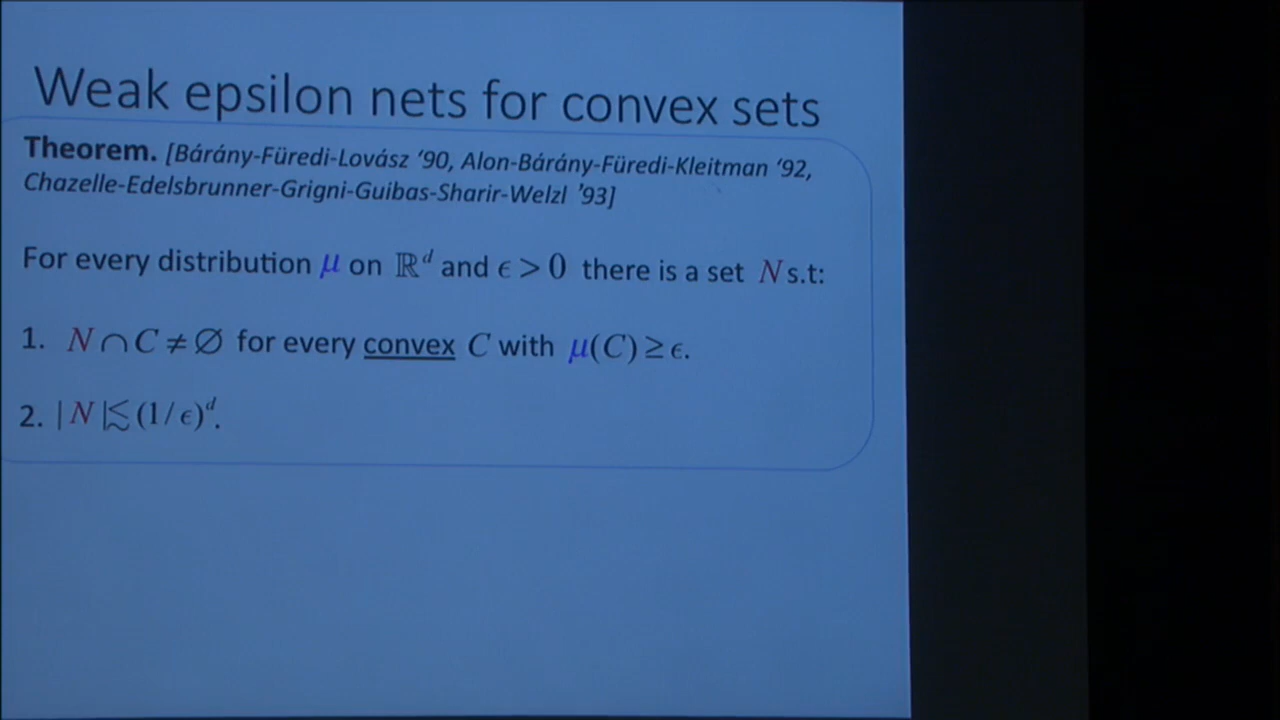 Weak epsilon nets for convex sets
Theorem. [Bárány-Füredi-Lovász ‘90, Alon-Bárány-Füredi-Kleitman ‘92,
Chazelle-Edelsbrunner-Grigni-Guibas-Sharir-Welzl ’93]
For every distribution μ on ℝᵈ and ϵ > 0 there is a set N s.t:
1. N ∩ C ≠ ∅ for every convex C with μ(C) ≥ ϵ.
2. | N |≲ (1/ ϵ)ᵈ.